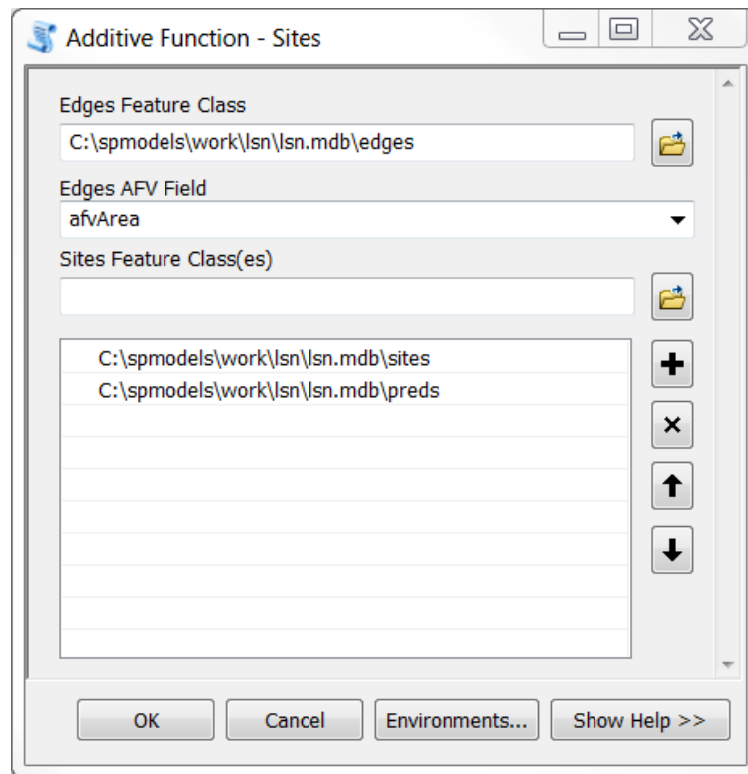 Additive Function - Sites
Edges Feature Class
C:\spmodels\work\lsn\lsn.mdb\edges
Edges AFV Field
afvArea
Sites Feature Class(es)
C:\spmodels\work\lsn\lsn.mdb\sites
C:\spmodels\work\lsn\lsn.mdb\preds
OK Cancel Environments... Show Help >>